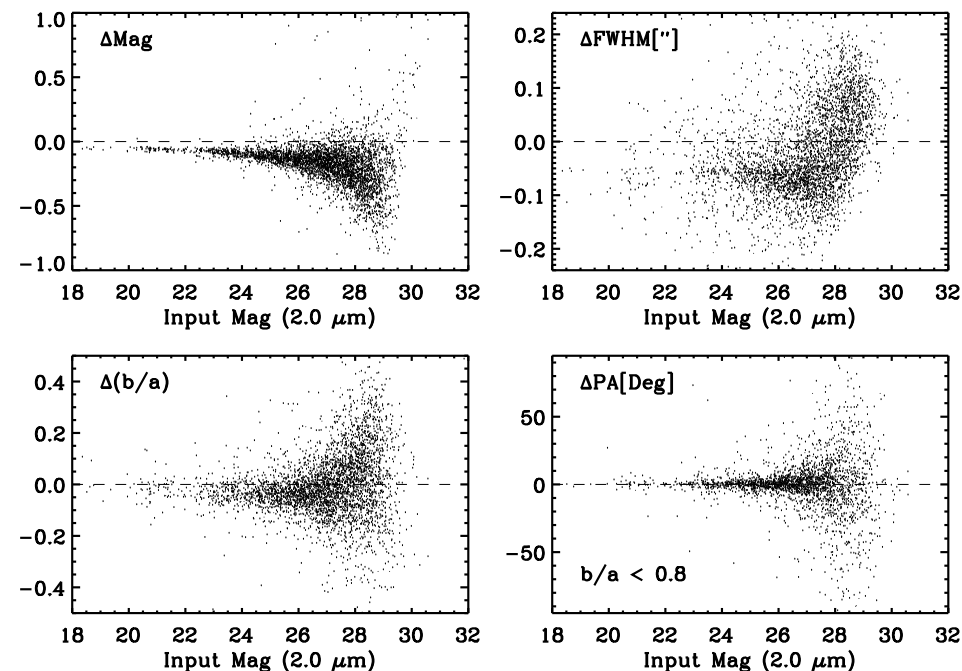 ΔMag
1.0
0.5
0.0
−0.5
−1.0
18 20 22 24 26 28 30 32
Input Mag (2.0 μm)
ΔFWHM["]
0.2
0.1
0.0
−0.1
−0.2
18 20 22 24 26 28 30 32
Input Mag (2.0 μm)
Δ(b/a)
0.4
0.2
0.0
−0.2
−0.4
18 20 22 24 26 28 30 32
Input Mag (2.0 μm)
ΔPA[Deg]
50
0
−50
b/a < 0.8
18 20 22 24 26 28 30 32
Input Mag (2.0 μm)